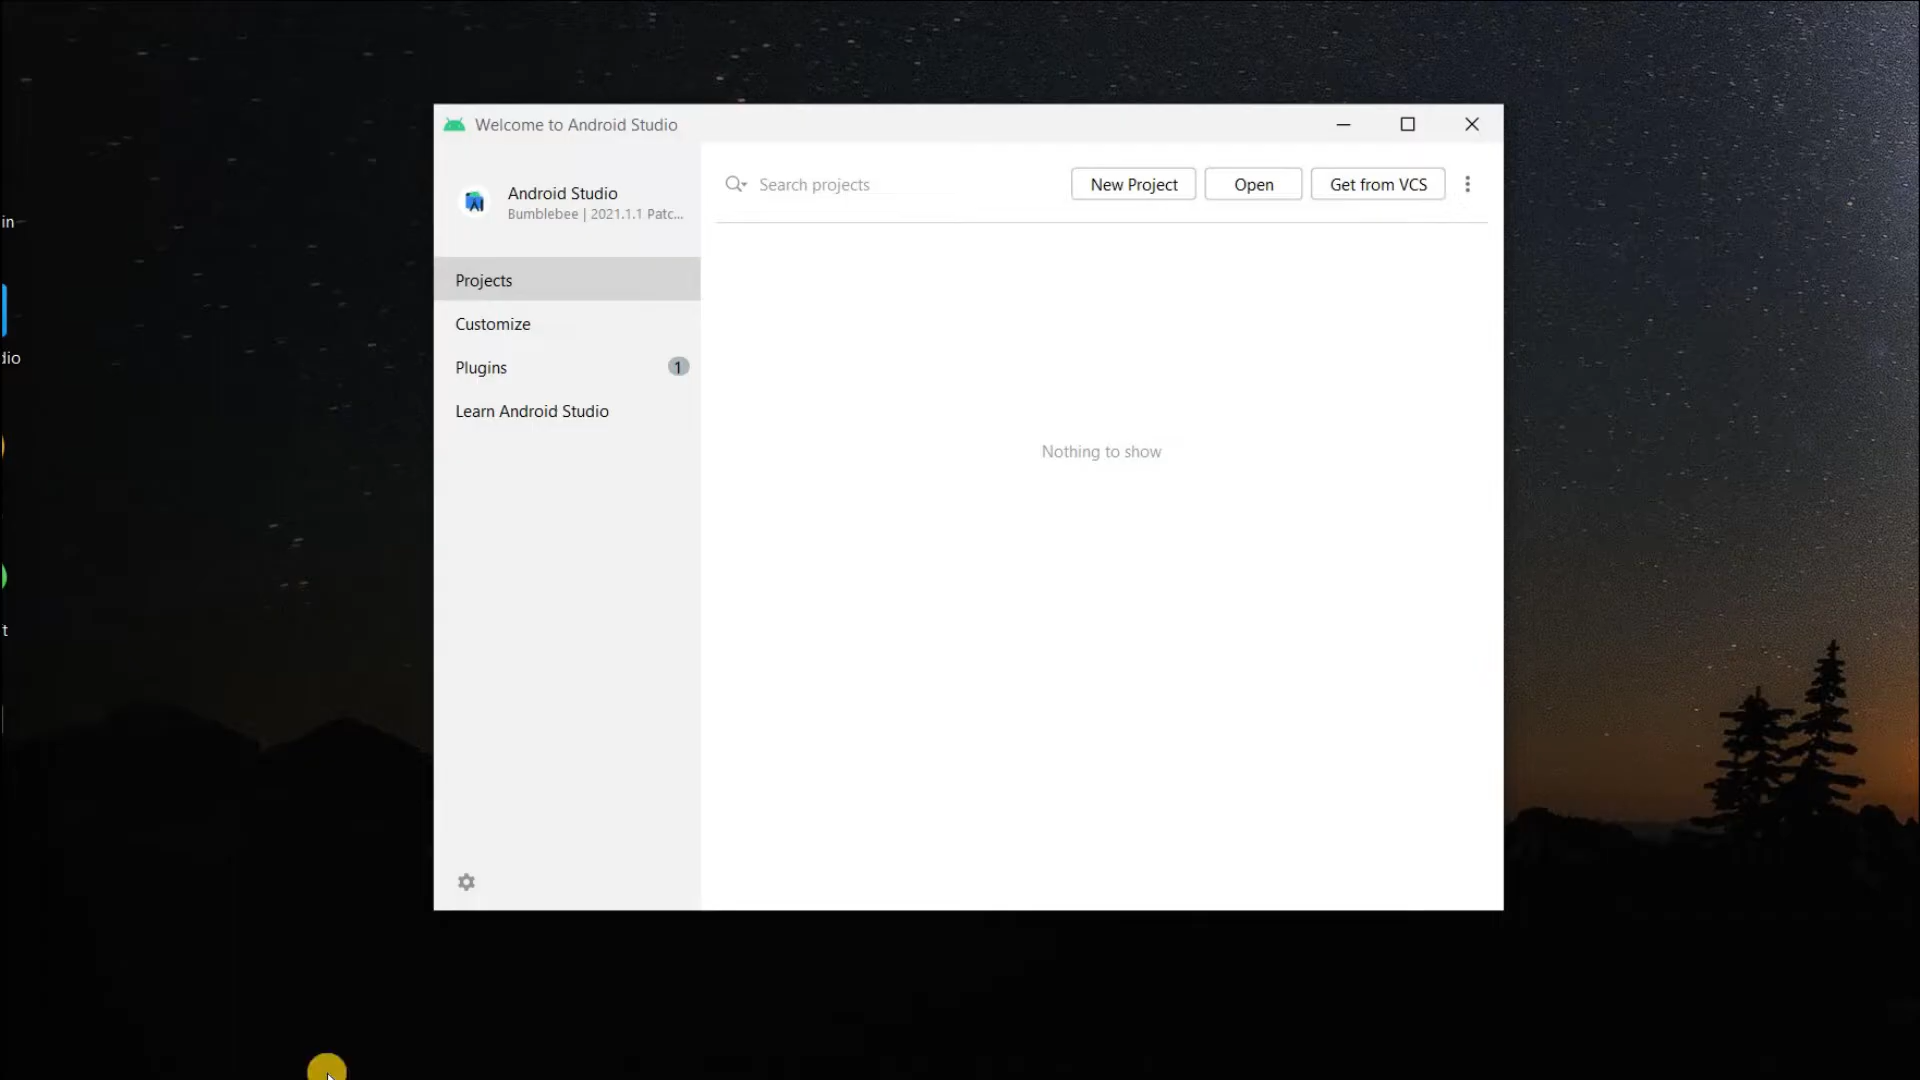 Welcome to Android Studio
Android Studio
Bumblebee | 2021.1.1 Patc...
Search projects
New Project
Open
Get from VCS
Projects
Customize
Plugins
1
Learn Android Studio
Nothing to show
in
dio
t